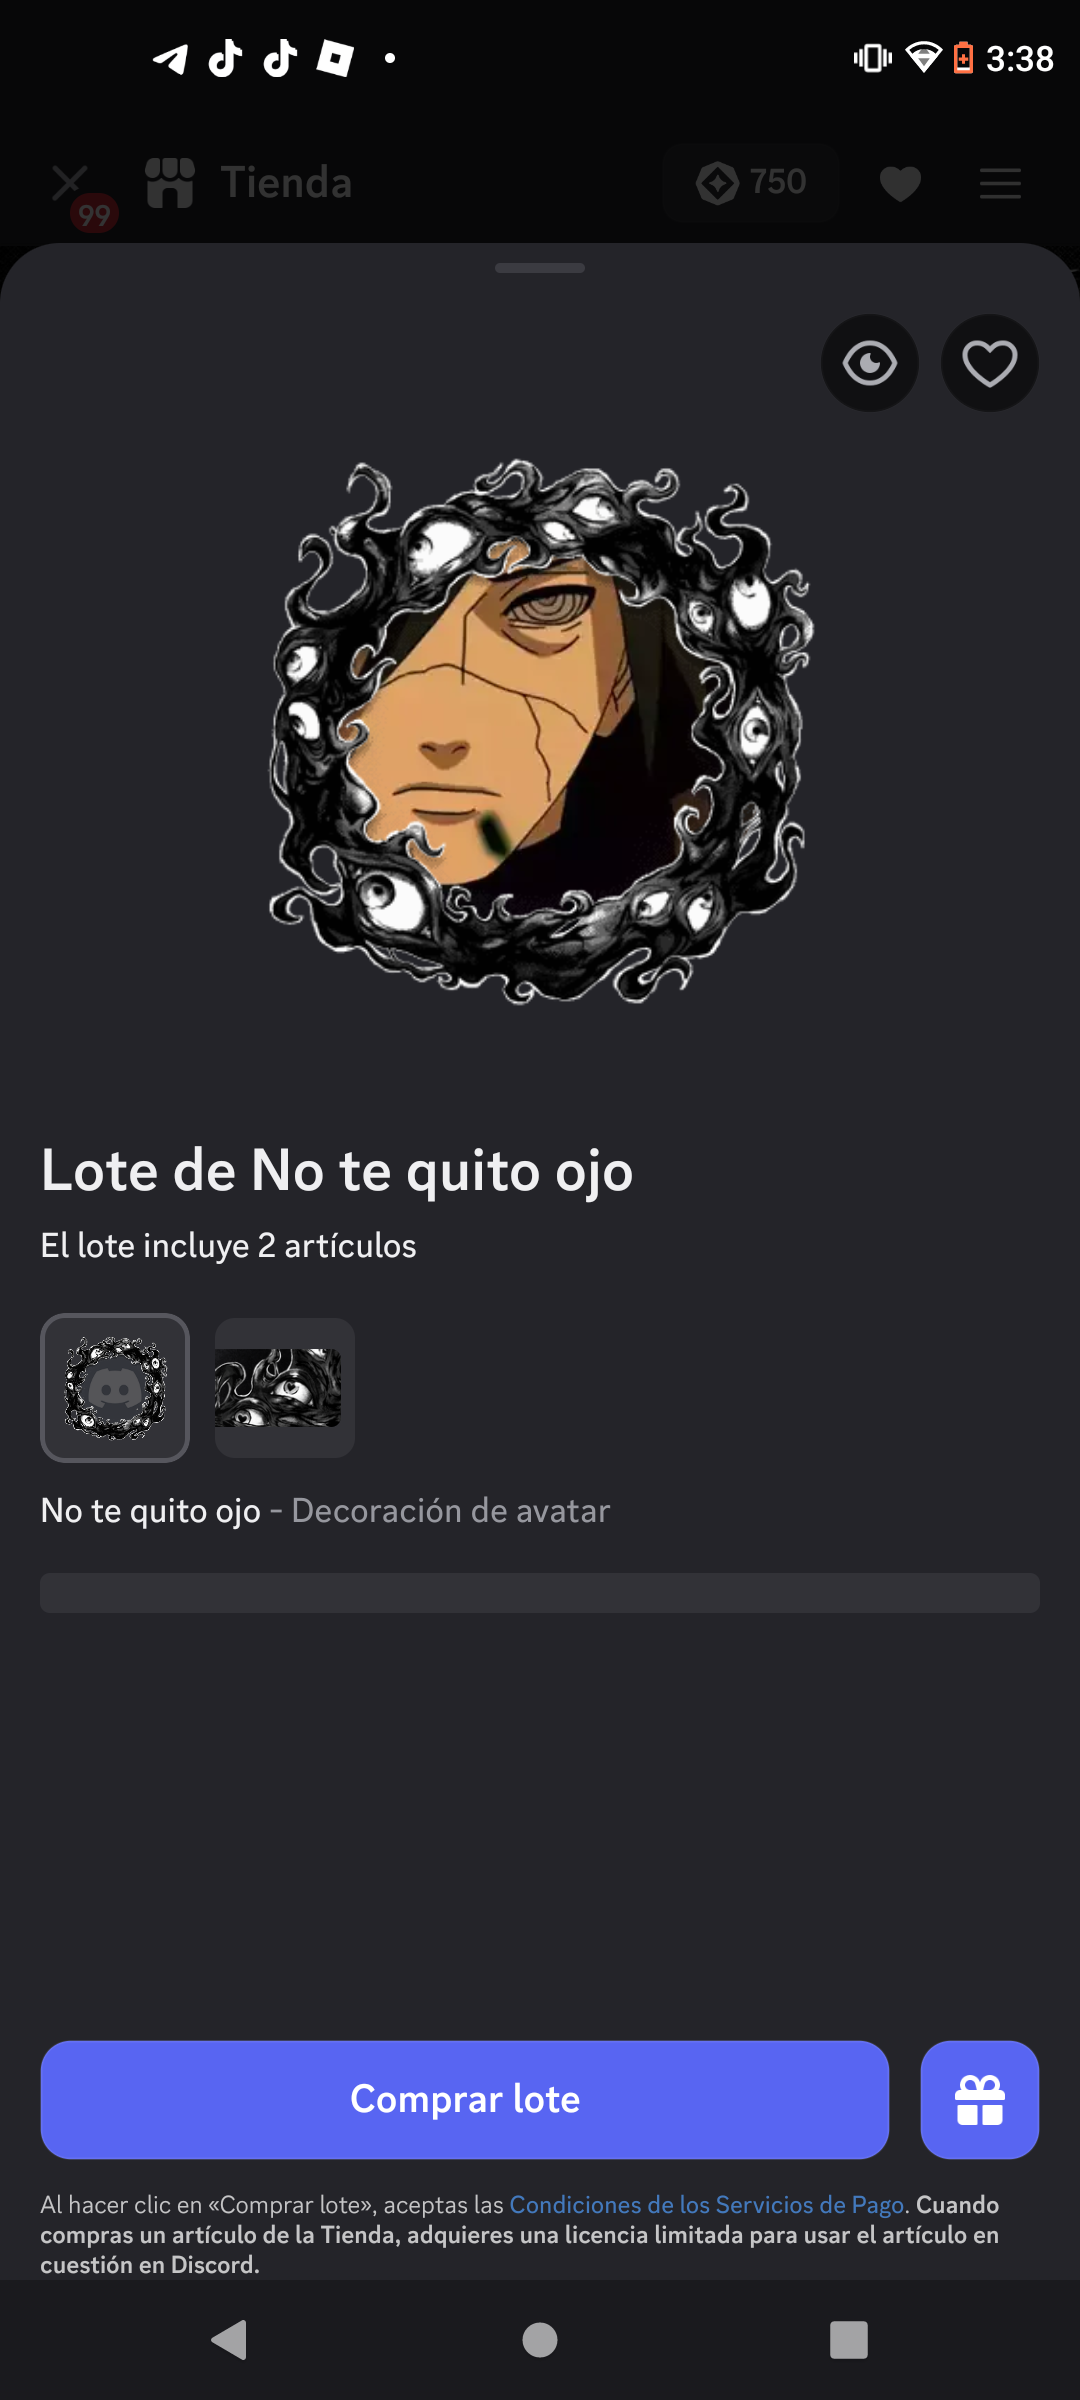 3:38
99
Tienda
750
Lote de No te quito ojo
El lote incluye 2 artículos
No te quito ojo - Decoración de avatar
Comprar lote
Al hacer clic en «Comprar lote», aceptas las Condiciones de los Servicios de Pago. Cuando
compras un artículo de la Tienda, adquieres una licencia limitada para usar el artículo en
cuestión en Discord.